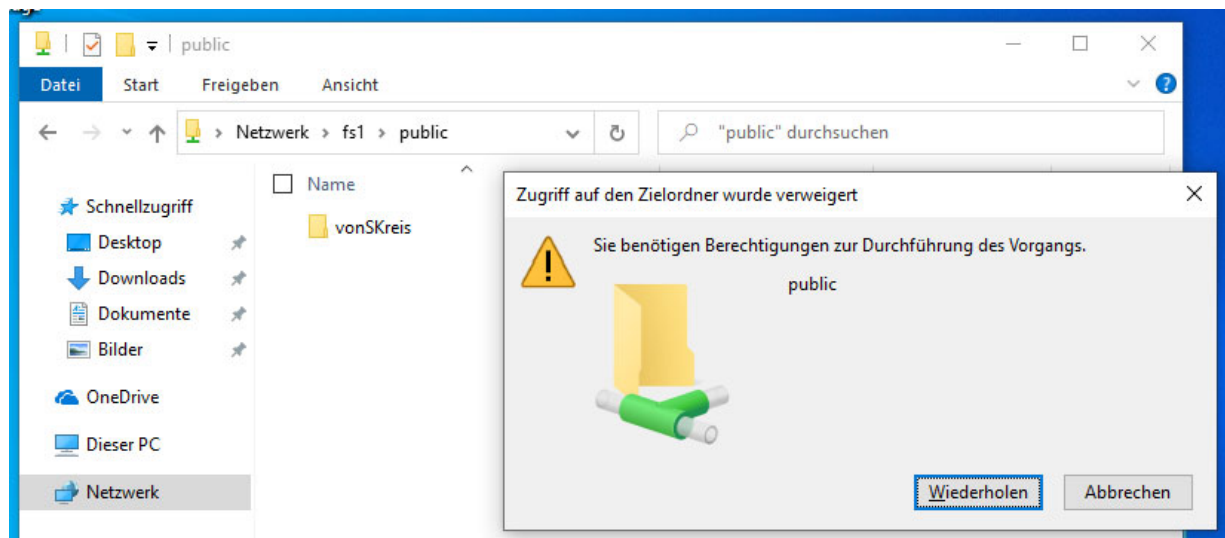 public
Datei Start Freigeben Ansicht
Netzwerk › fs1 › public
"public" durchsuchen
Name
vonSKreis
Schnellzugriff
Desktop
Downloads
Dokumente
Bilder
OneDrive
Dieser PC
Netzwerk
Zugriff auf den Zielordner wurde verweigert
Sie benötigen Berechtigungen zur Durchführung des Vorgangs.
public
Wiederholen Abbrechen